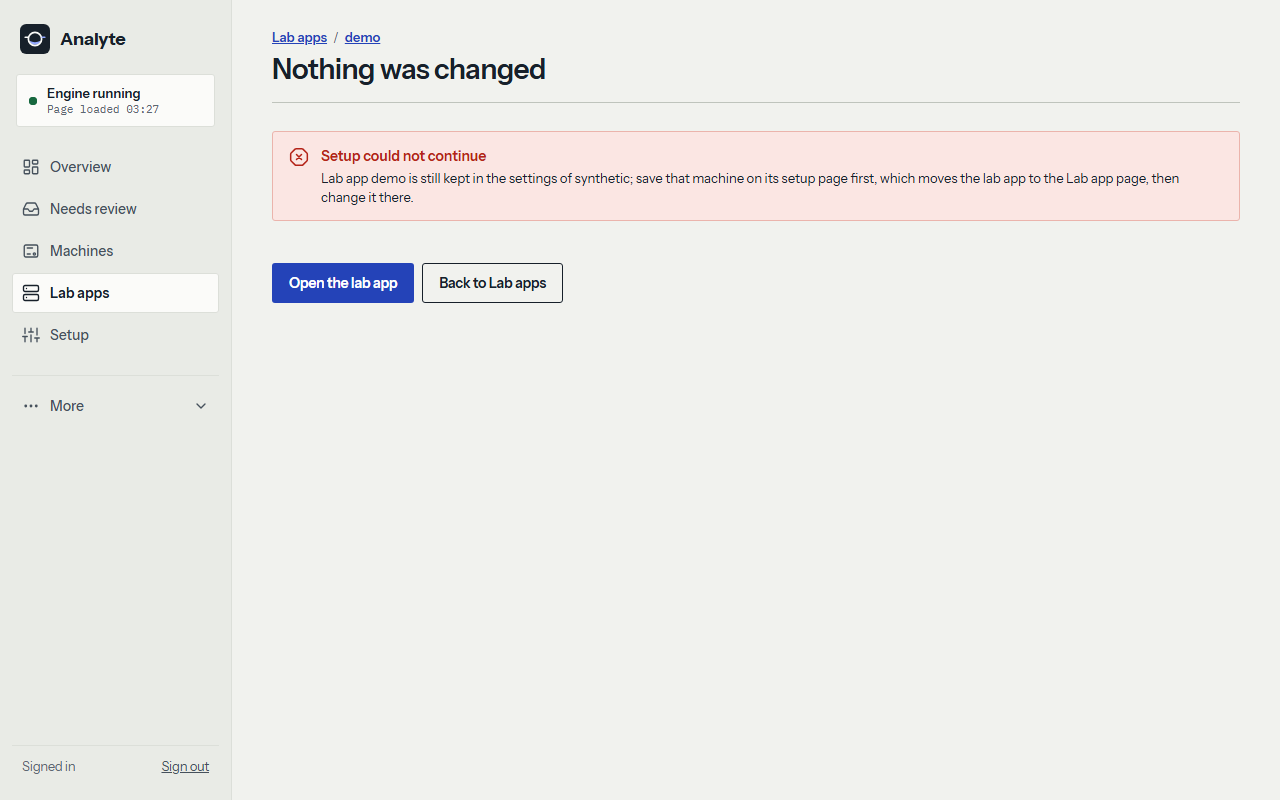 Analyte
Engine running
Page loaded 03:27
Overview
Needs review
Machines
Lab apps
Setup
More
Signed in
Sign out
Lab apps / demo
Nothing was changed
Setup could not continue
Lab app demo is still kept in the settings of synthetic; save that machine on its setup page first, which moves the lab app to the Lab app page, then
change it there.
Open the lab app
Back to Lab apps